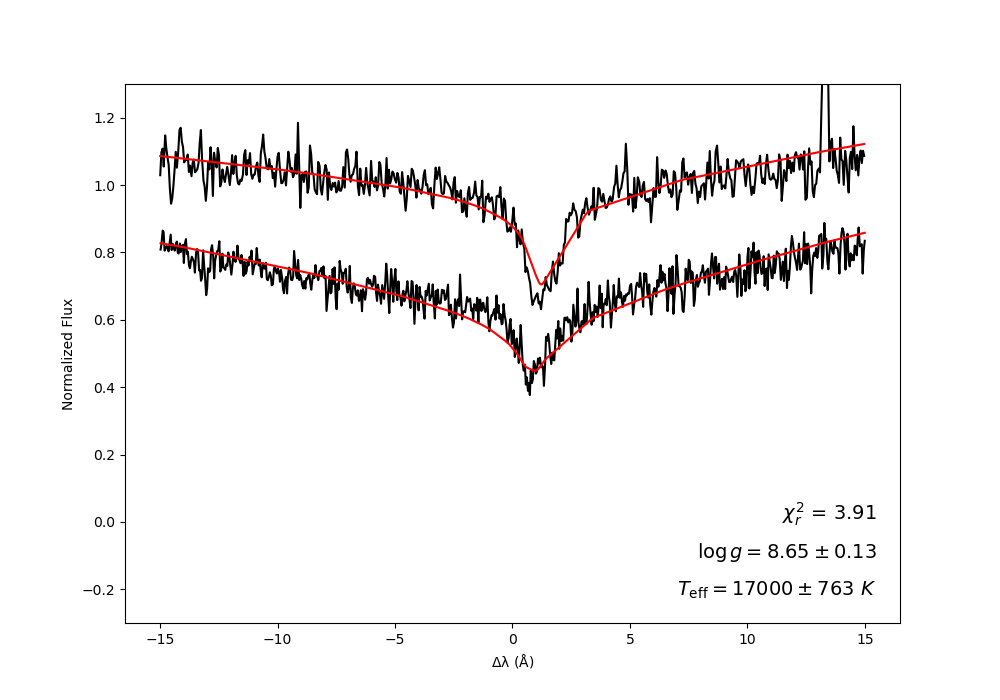 1.2
1.0
0.8
0.6
0.4
0.2
0.0
−0.2
Normalized Flux
χ²ᵣ = 3.91
log g = 8.65 ± 0.13
T_eff = 17000 ± 763 K
−15 −10 −5 0 5 10 15
Δλ (Å)